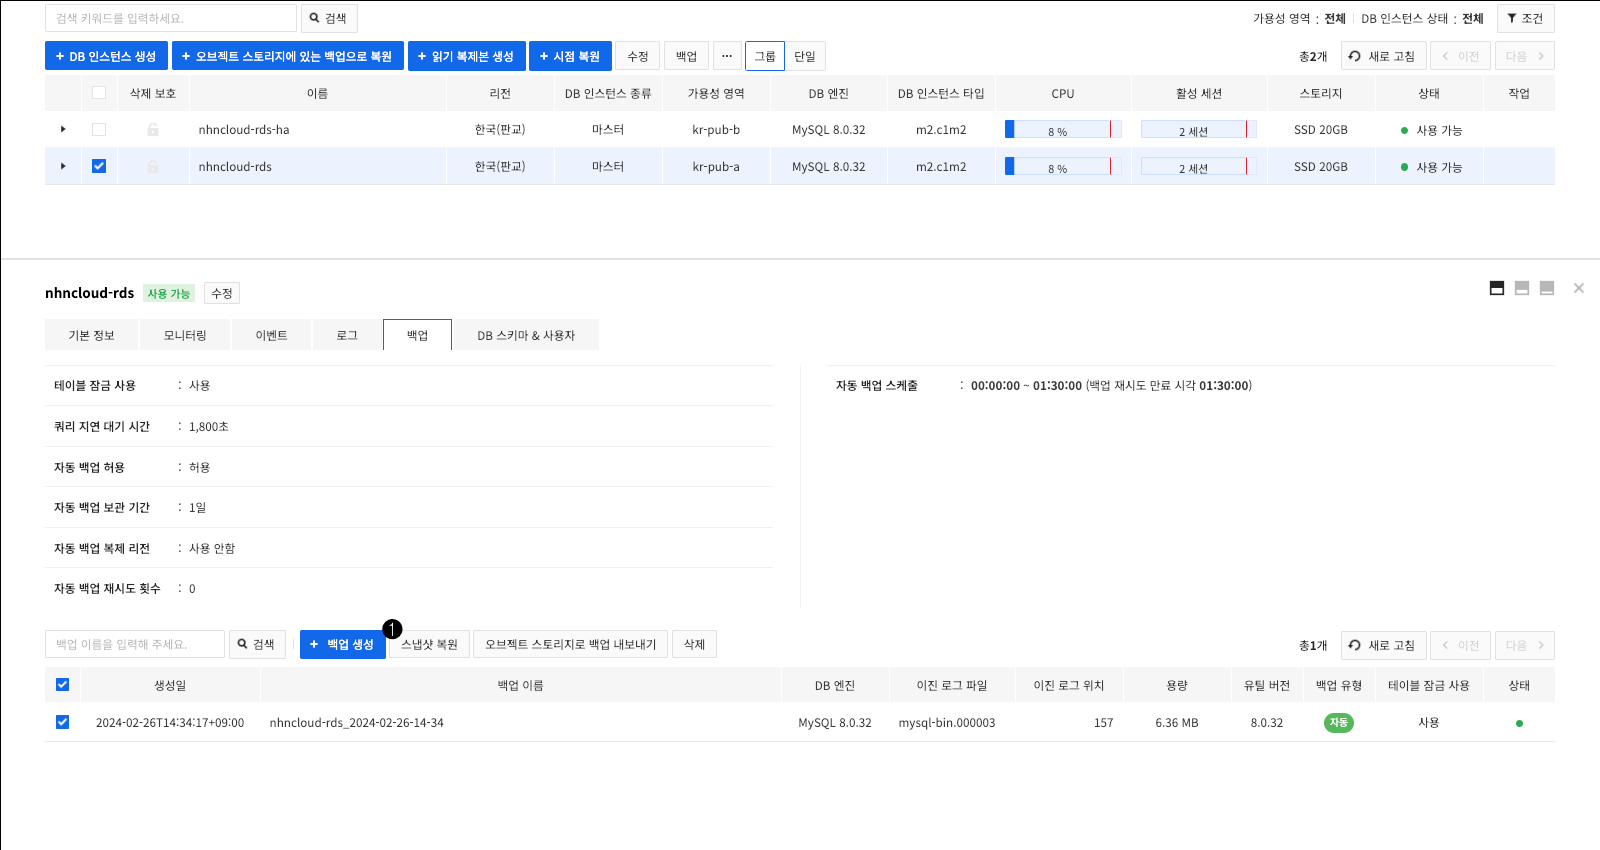 검색 키워드를 입력하세요. 검색 가용성 영역 : 전체 DB 인스턴스 상태 : 전체 조건
+ DB 인스턴스 생성 + 오브젝트 스토리지에 있는 백업으로 복원 + 읽기 복제본 생성 + 시점 복원 수정 백업 ··· 그룹 단일 총2개 새로 고침 < 이전 다음 >
삭제 보호 이름 리전 DB 인스턴스 종류 가용성 영역 DB 엔진 DB 인스턴스 타입 CPU 활성 세션 스토리지 상태 작업
nhncloud-rds-ha 한국(판교) 마스터 kr-pub-b MySQL 8.0.32 m2.c1m2 8 % 2 세션 SSD 20GB 사용 가능
nhncloud-rds 한국(판교) 마스터 kr-pub-a MySQL 8.0.32 m2.c1m2 8 % 2 세션 SSD 20GB 사용 가능
nhncloud-rds 사용 가능 수정
기본 정보 모니터링 이벤트 로그 백업 DB 스키마 & 사용자
테이블 잠금 사용 : 사용 자동 백업 스케줄 : 00:00:00 ~ 01:30:00 (백업 재시도 만료 시각 01:30:00)
쿼리 지연 대기 시간 : 1,800초
자동 백업 허용 : 허용
자동 백업 보관 기간 : 1일
자동 백업 복제 리전 : 사용 안함
자동 백업 재시도 횟수 : 0
백업 이름을 입력해 주세요. 검색 + 백업 생성 1 스냅샷 복원 오브젝트 스토리지로 백업 내보내기 삭제 총1개 새로 고침 < 이전 다음 >
생성일 백업 이름 DB 엔진 이진 로그 파일 이진 로그 위치 용량 유틸 버전 백업 유형 테이블 잠금 사용 상태
2024-02-26T14:34:17+09:00 nhncloud-rds_2024-02-26-14-34 MySQL 8.0.32 mysql-bin.000003 157 6.36 MB 8.0.32 자동 사용